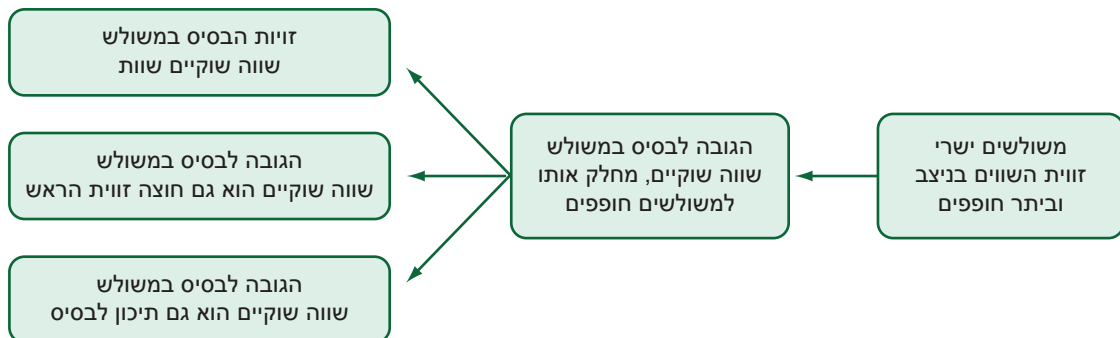 משולשים ישרי
זווית השווים בניצב
וביתר חופפים
הגובה לבסיס במשולש
שווה שוקיים, מחלק אותו
למשולשים חופפים
זויות הבסיס במשולש
שווה שוקיים שוות
הגובה לבסיס במשולש
שווה שוקיים הוא גם חוצה זווית הראש
הגובה לבסיס במשולש
שווה שוקיים הוא גם תיכון לבסיס